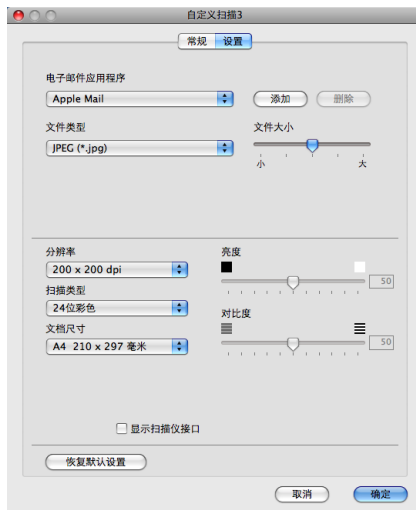 自定义扫描3
常规 设置
电子邮件应用程序
Apple Mail 添加 删除
文件类型 文件大小
JPEG (*.jpg)
小 大
分辨率 亮度
200 x 200 dpi 50
扫描类型
24位彩色 对比度
文档尺寸
A4 210 x 297 毫米 50
显示扫描仪接口
恢复默认设置
取消 确定